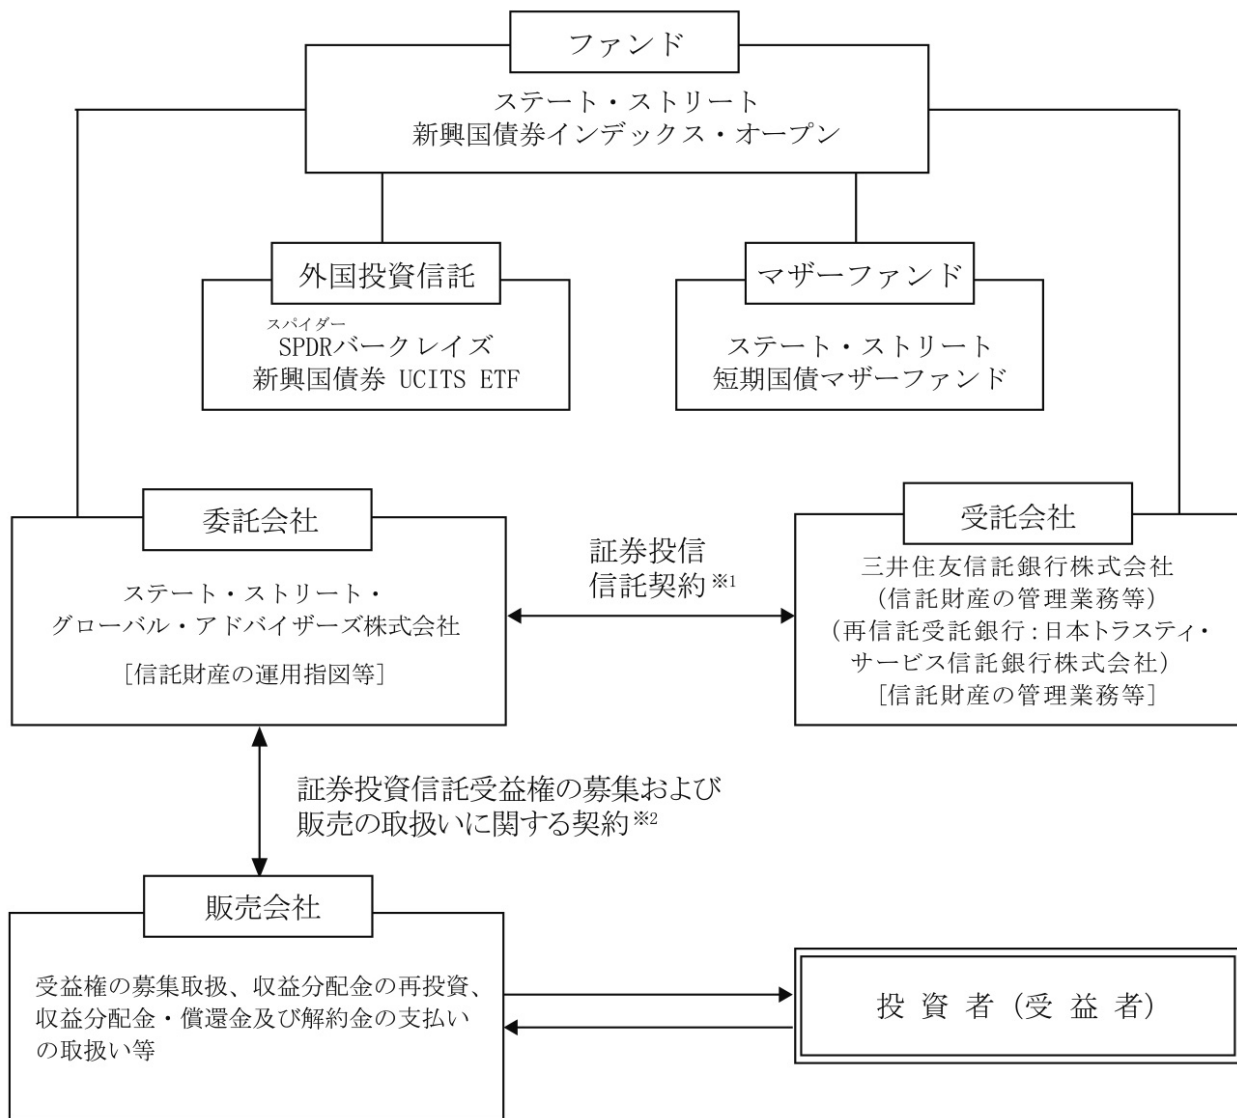 ファンド
ステート・ストリート
新興国債券インデックス・オープン
外国投資信託
スパイダー
SPDRバークレイズ
新興国債券 UCITS ETF
マザーファンド
ステート・ストリート
短期国債マザーファンド
委託会社
ステート・ストリート・
グローバル・アドバイザーズ株式会社
[信託財産の運用指図等]
証券投信
信託契約※1
受託会社
三井住友信託銀行株式会社
(信託財産の管理業務等)
(再信託受託銀行:日本トラスティ・
サービス信託銀行株式会社)
[信託財産の管理業務等]
証券投資信託受益権の募集および
販売の取扱いに関する契約※2
販売会社
受益権の募集取扱、収益分配金の再投資、
収益分配金・償還金及び解約金の支払い
の取扱い等
投資者(受益者)